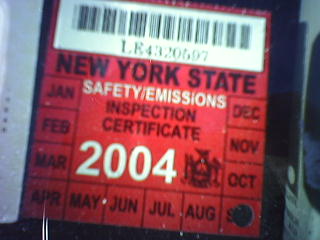 LE4320597
NEW YORK STATE
SAFETY/EMISSIONS
INSPECTION
CERTIFICATE
2004
JAN
FEB
MAR
APR MAY JUN JUL AUG
OCT
NOV
DEC